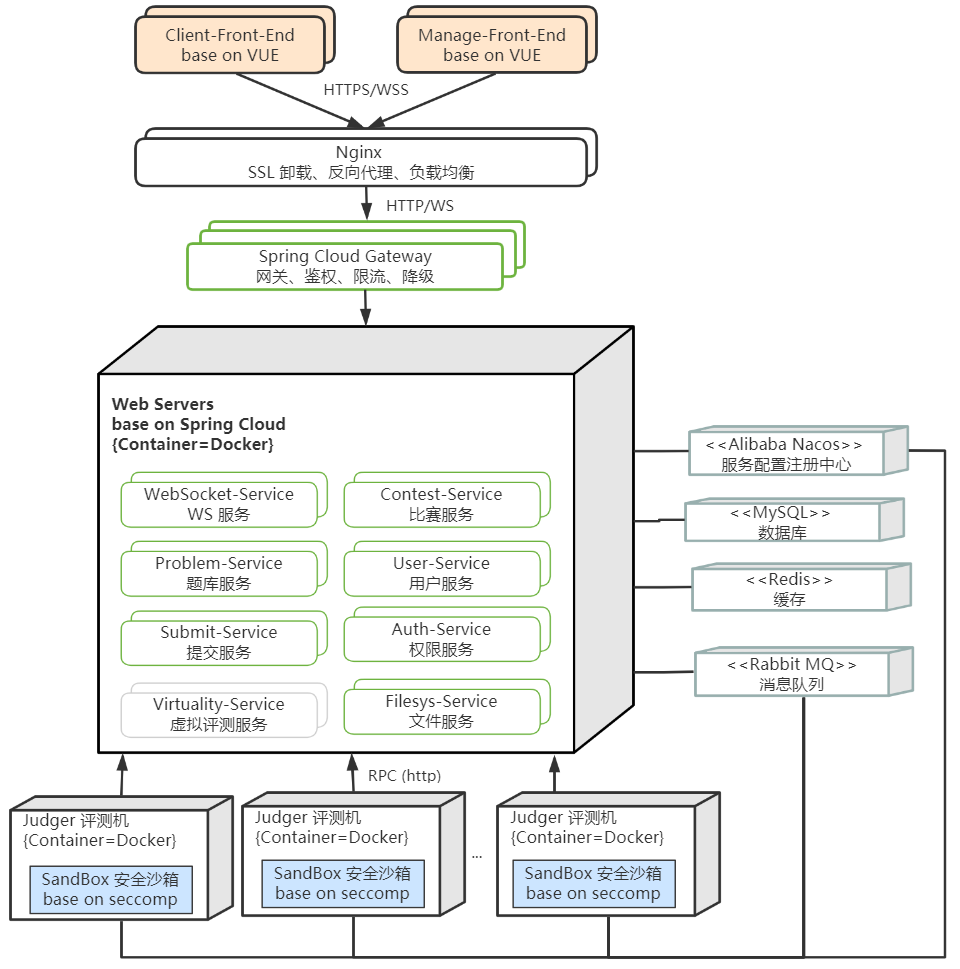 Client-Front-End
base on VUE
Manage-Front-End
base on VUE
HTTPS/WSS
Nginx
SSL 卸载、反向代理、负载均衡
HTTP/WS
Spring Cloud Gateway
网关、鉴权、限流、降级
Web Servers
base on Spring Cloud
{Container=Docker}
WebSocket-Service
WS 服务
Contest-Service
比赛服务
Problem-Service
题库服务
User-Service
用户服务
Submit-Service
提交服务
Auth-Service
权限服务
Virtuality-Service
虚拟评测服务
Filesys-Service
文件服务
<<Alibaba Nacos>>
服务配置注册中心
<<MySQL>>
数据库
<<Redis>>
缓存
<<Rabbit MQ>>
消息队列
RPC (http)
Judger 评测机
{Container=Docker}
SandBox 安全沙箱
base on seccomp
Judger 评测机
{Container=Docker}
SandBox 安全沙箱
base on seccomp
...
Judger 评测机
{Container=Docker}
SandBox 安全沙箱
base on seccomp